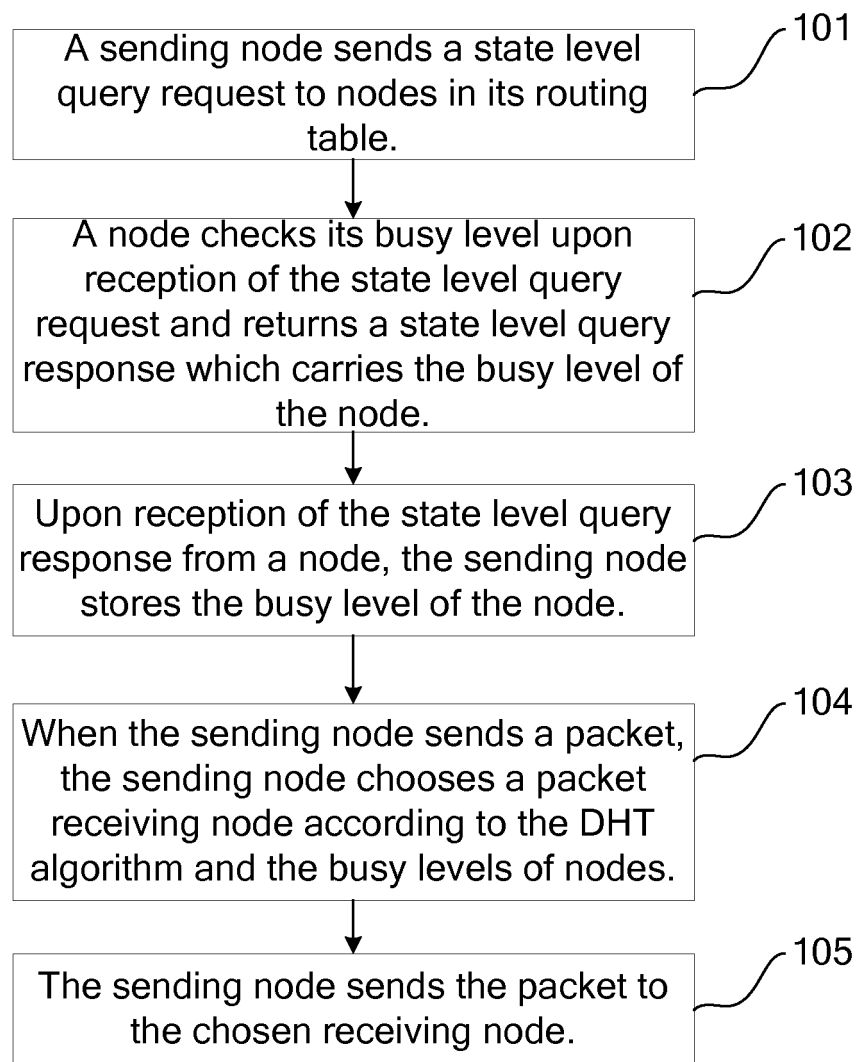 101
A sending node sends a state level
query request to nodes in its routing
table.
102
A node checks its busy level upon
reception of the state level query
request and returns a state level query
response which carries the busy level of
the node.
103
Upon reception of the state level query
response from a node, the sending node
stores the busy level of the node.
104
When the sending node sends a packet,
the sending node chooses a packet
receiving node according to the DHT
algorithm and the busy levels of nodes.
105
The sending node sends the packet to
the chosen receiving node.